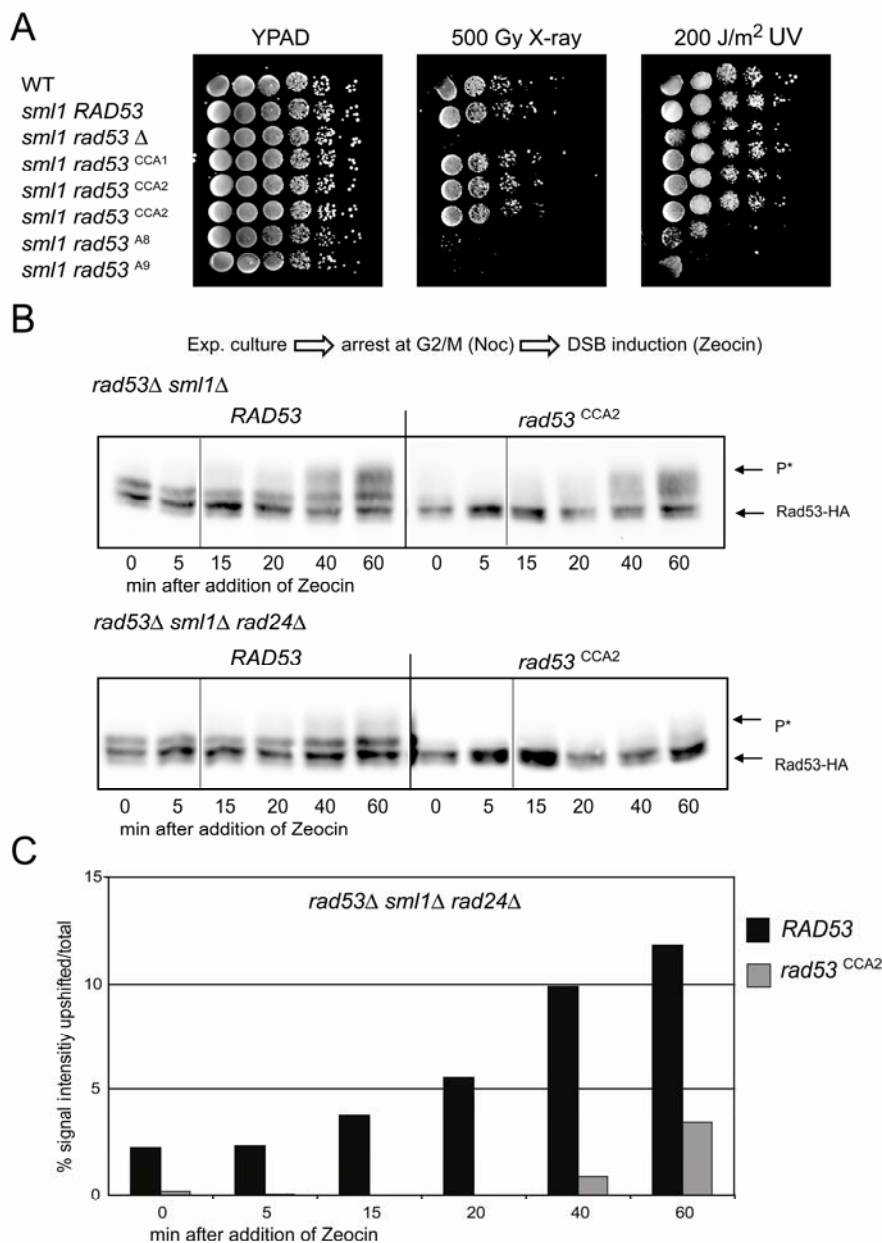 A
YPAD 500 Gy X-ray 200 J/m² UV
WT
sml1 RAD53
sml1 rad53 Δ
sml1 rad53 CCA1
sml1 rad53 CCA2
sml1 rad53 CCA2
sml1 rad53 A8
sml1 rad53 A9
B
Exp. culture ⇨ arrest at G2/M (Noc) ⇨ DSB induction (Zeocin)
rad53Δ sml1Δ
RAD53 rad53 CCA2
P*
Rad53-HA
0 5 15 20 40 60 0 5 15 20 40 60
min after addition of Zeocin
rad53Δ sml1Δ rad24Δ
RAD53 rad53 CCA2
P*
Rad53-HA
0 5 15 20 40 60 0 5 15 20 40 60
min after addition of Zeocin
C
% signal intensitiy upshifted/total
15
10
5
0
rad53Δ sml1Δ rad24Δ
RAD53
rad53 CCA2
0 5 15 20 40 60
min after addition of Zeocin